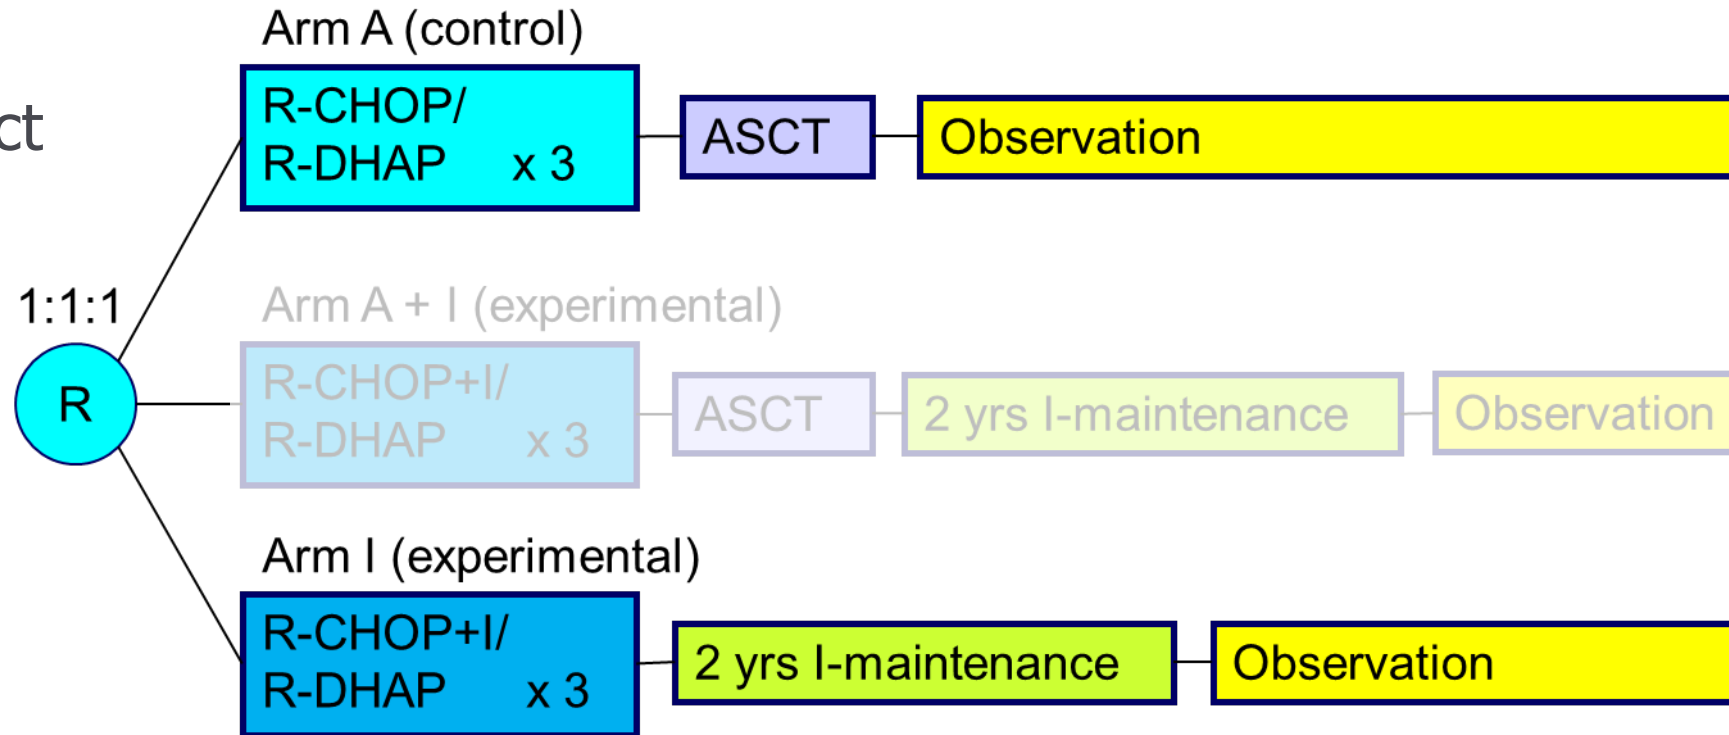 Arm A (control)
R-CHOP/
R-DHAP x 3
ASCT
Observation
ct
1:1:1
R
Arm A + I (experimental)
R-CHOP+I/
R-DHAP x 3
ASCT
2 yrs I-maintenance
Observation
Arm I (experimental)
R-CHOP+I/
R-DHAP x 3
2 yrs I-maintenance
Observation